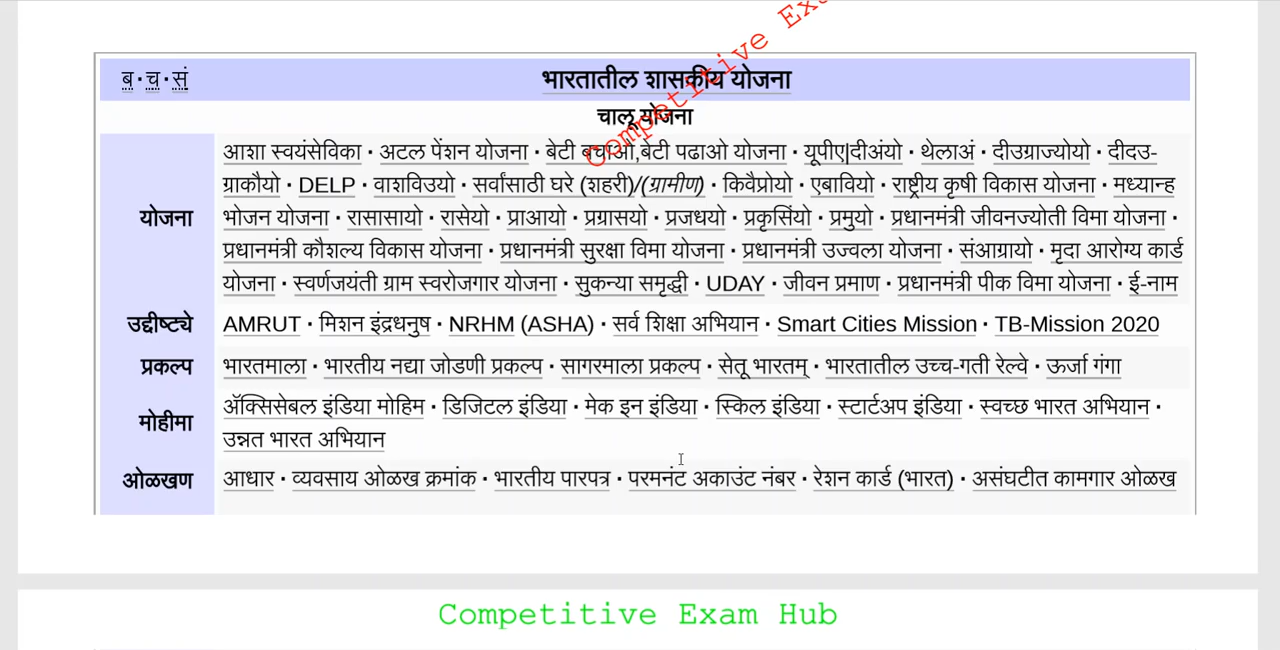 Competitive Exa
ब · च · सं
भारतातील शासकीय योजना
चालू योजना
योजना
आशा स्वयंसेविका · अटल पेंशन योजना · बेटी बचाओ,बेटी पढाओ योजना · यूपीए|दीअंयो · थेलाअं · दीउग्राज्योयो · दीदउ-
ग्राकौयो · DELP · वाशविउयो · सर्वांसाठी घरे (शहरी)/(ग्रामीण) · किवैप्रोयो · एबावियो · राष्ट्रीय कृषी विकास योजना · मध्यान्ह
भोजन योजना · रासासायो · रासेयो · प्राआयो · प्रग्रासयो · प्रजधयो · प्रकृसिंयो · प्रमुयो · प्रधानमंत्री जीवनज्योती विमा योजना ·
प्रधानमंत्री कौशल्य विकास योजना · प्रधानमंत्री सुरक्षा विमा योजना · प्रधानमंत्री उज्वला योजना · संआग्रायो · मृदा आरोग्य कार्ड
योजना · स्वर्णजयंती ग्राम स्वरोजगार योजना · सुकन्या समृद्धी · UDAY · जीवन प्रमाण · प्रधानमंत्री पीक विमा योजना · ई-नाम
उद्दीष्ट्ये AMRUT · मिशन इंद्रधनुष · NRHM (ASHA) · सर्व शिक्षा अभियान · Smart Cities Mission · TB-Mission 2020
प्रकल्प भारतमाला · भारतीय नद्या जोडणी प्रकल्प · सागरमाला प्रकल्प · सेतू भारतम् · भारतातील उच्च-गती रेल्वे · ऊर्जा गंगा
मोहीमा
ॲक्सिसेबल इंडिया मोहिम · डिजिटल इंडिया · मेक इन इंडिया · स्किल इंडिया · स्टार्टअप इंडिया · स्वच्छ भारत अभियान ·
उन्नत भारत अभियान
ओळखण आधार · व्यवसाय ओळख क्रमांक · भारतीय पारपत्र · परमनंट अकाउंट नंबर · रेशन कार्ड (भारत) · असंघटीत कामगार ओळख
Competitive Exam Hub